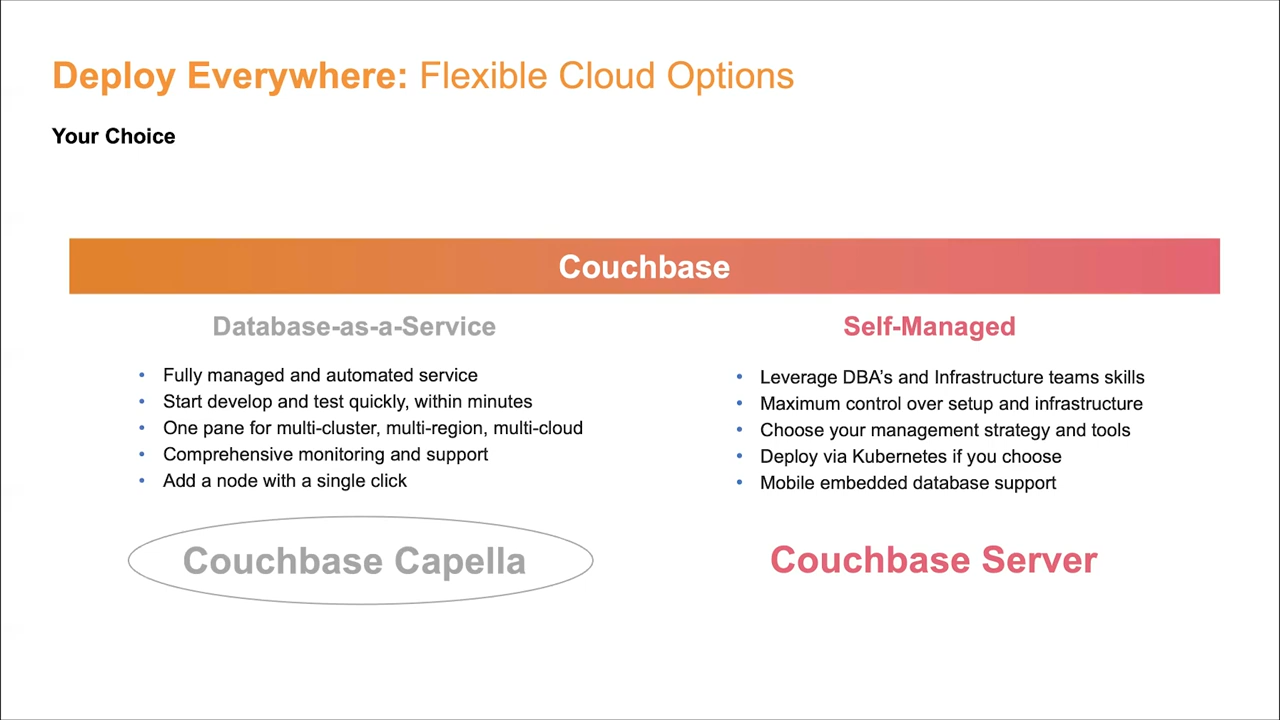 Deploy Everywhere: Flexible Cloud Options
Your Choice
Couchbase
Database-as-a-Service
• Fully managed and automated service
• Start develop and test quickly, within minutes
• One pane for multi-cluster, multi-region, multi-cloud
• Comprehensive monitoring and support
• Add a node with a single click
Couchbase Capella
Self-Managed
• Leverage DBA’s and Infrastructure teams skills
• Maximum control over setup and infrastructure
• Choose your management strategy and tools
• Deploy via Kubernetes if you choose
• Mobile embedded database support
Couchbase Server